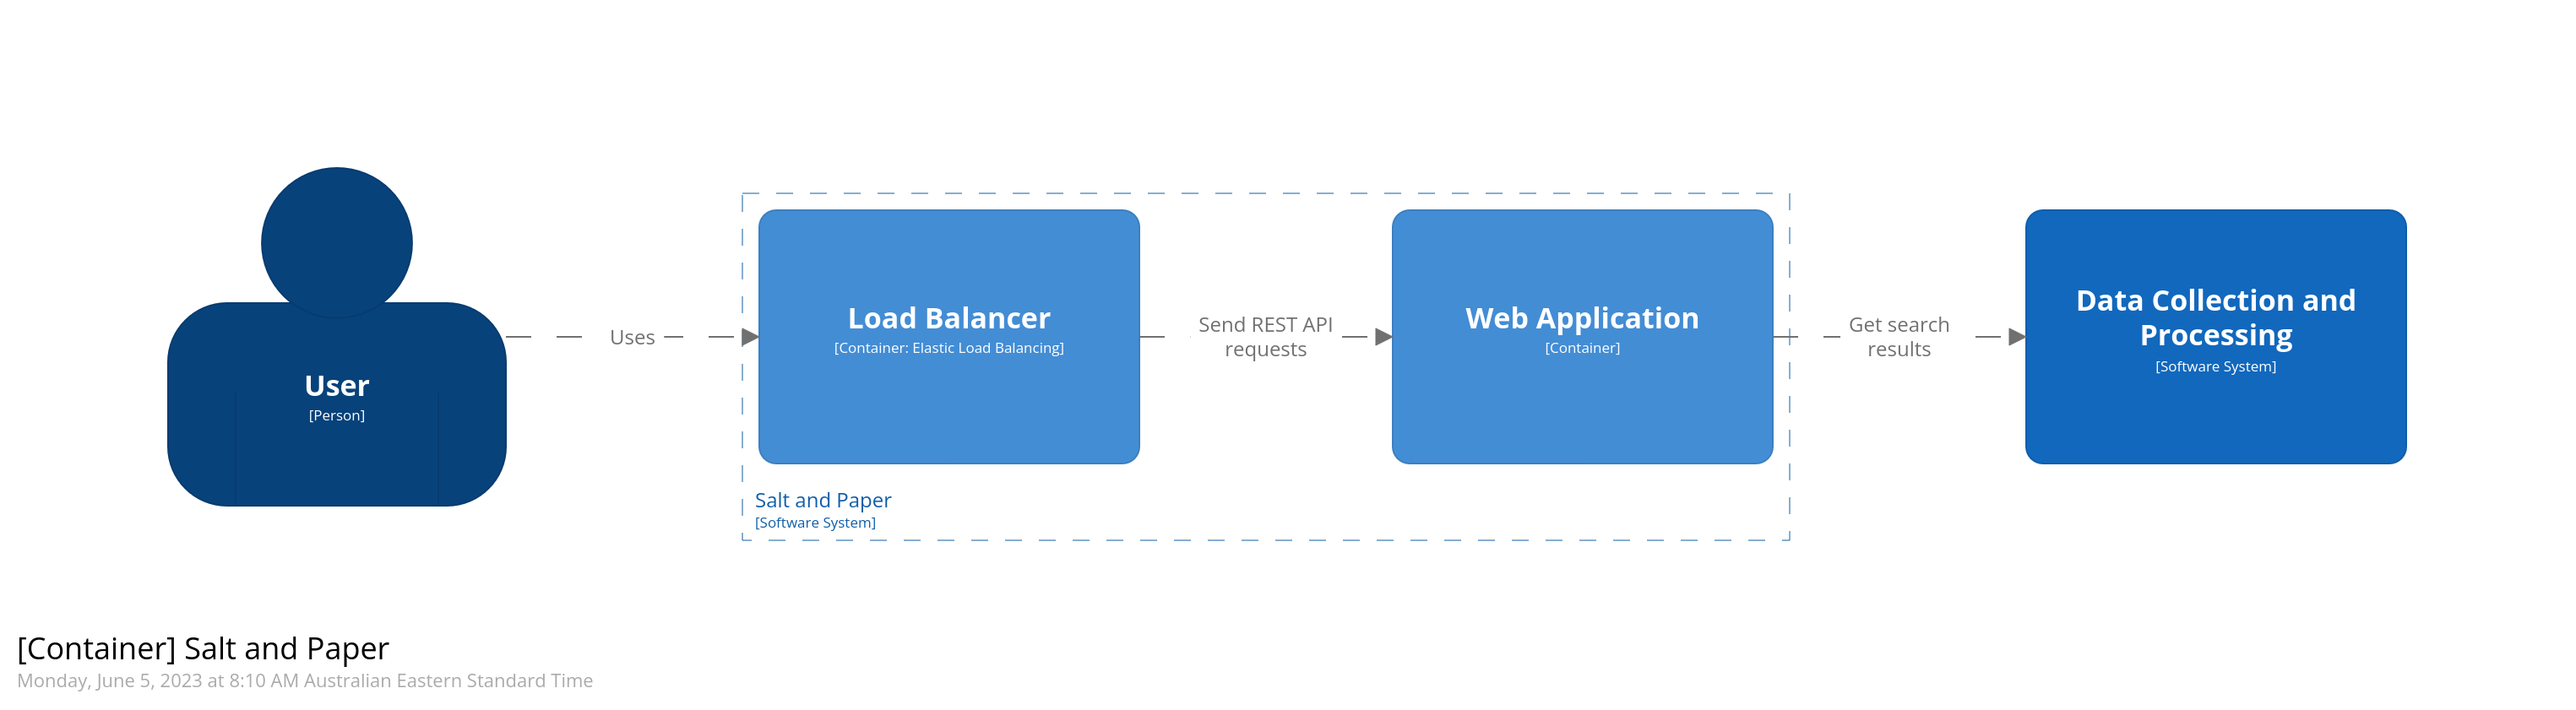 User
[Person]
Uses
Load Balancer
[Container: Elastic Load Balancing]
Send REST API
requests
Web Application
[Container]
Get search
results
Data Collection and
Processing
[Software System]
Salt and Paper
[Software System]
[Container] Salt and Paper
Monday, June 5, 2023 at 8:10 AM Australian Eastern Standard Time